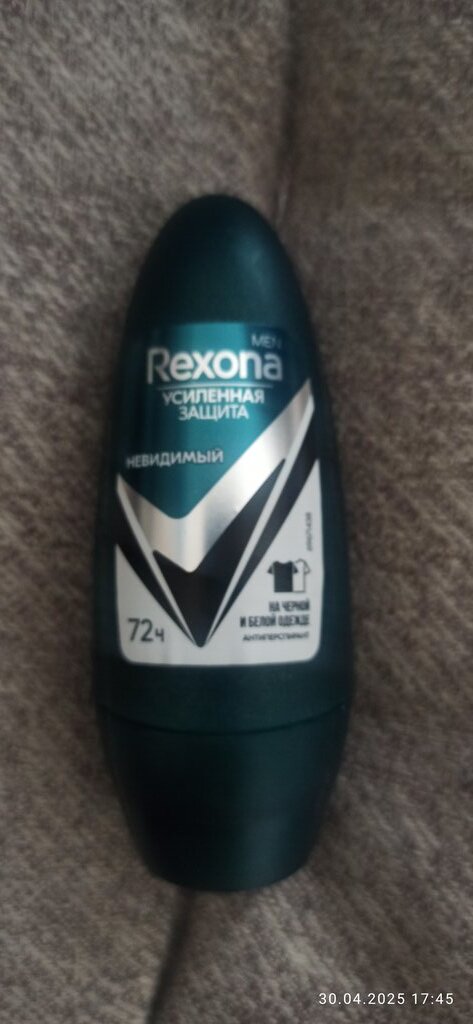 MEN
Rexona
УСИЛЕННАЯ
ЗАЩИТА
НЕВИДИМЫЙ
НА ЧЕРНОЙ
И БЕЛОЙ ОДЕЖДЕ
АНТИПЕРСПИРАНТ
72ч
30.04.2025 17:45